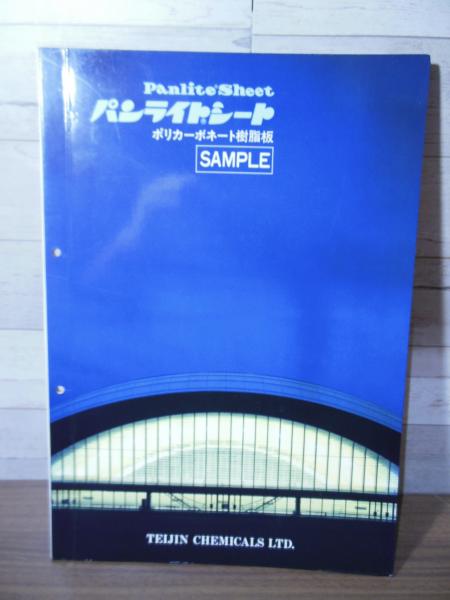 Panlite® Sheet
パンライトシート
ポリカーボネート樹脂板
SAMPLE
TEIJIN CHEMICALS LTD.